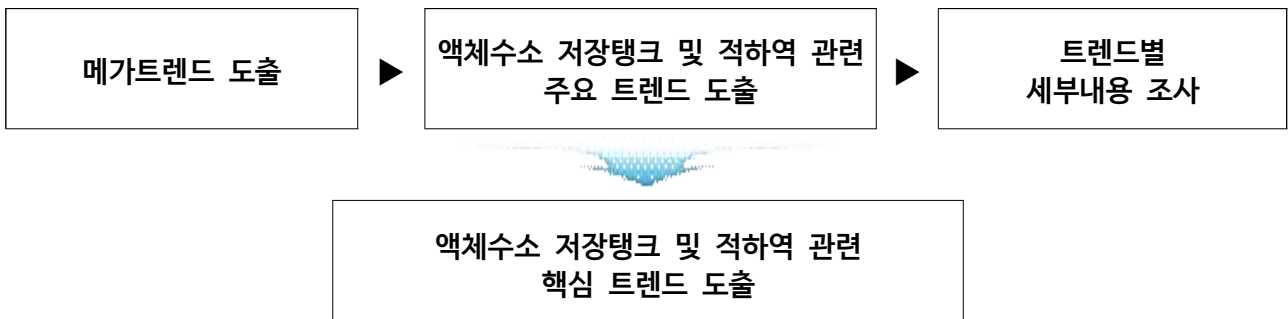 메가트렌드 도출
▶
액체수소 저장탱크 및 적하역 관련
주요 트렌드 도출
▶
트렌드별
세부내용 조사
액체수소 저장탱크 및 적하역 관련
핵심 트렌드 도출